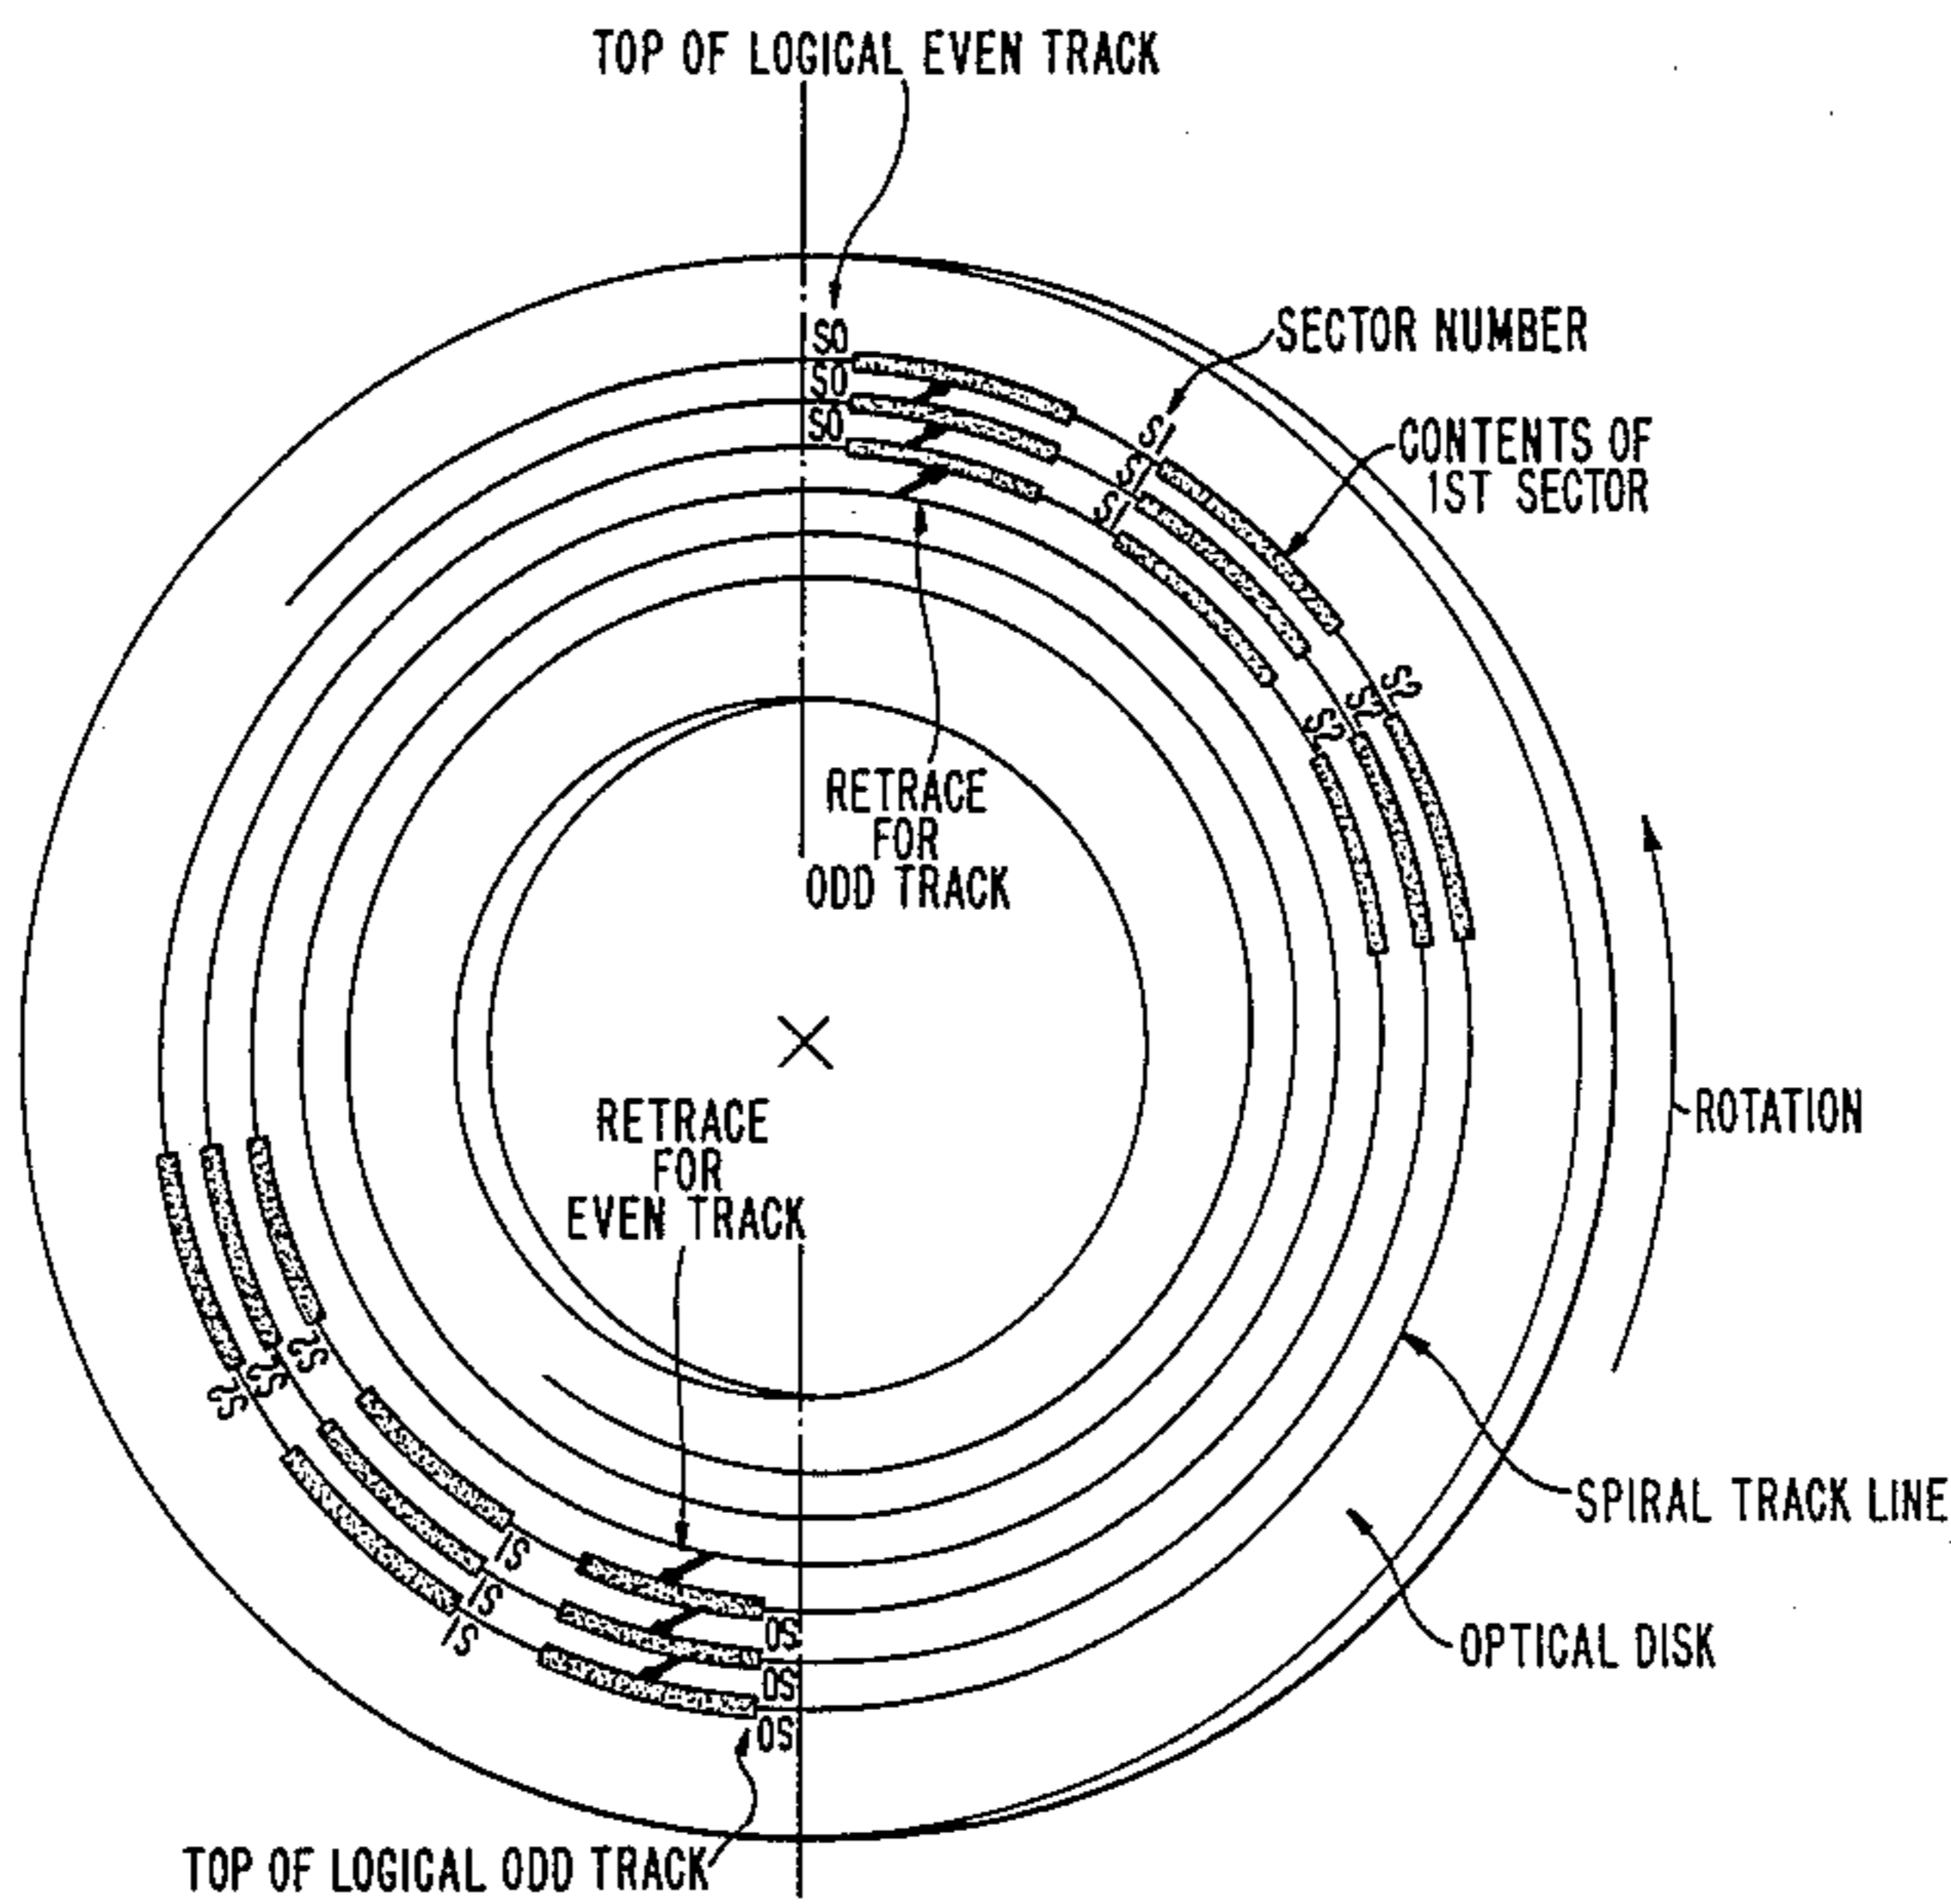 TOP OF LOGICAL EVEN TRACK
S0
S0
S0
SECTOR NUMBER
S1
S1
S1
CONTENTS OF
1ST SECTOR
S2
S2
S2
RETRACE
FOR
ODD TRACK
RETRACE
FOR
EVEN TRACK
ROTATION
S2
S2
S2
S1
S1
S1
S0
S0
S0
SPIRAL TRACK LINE
OPTICAL DISK
TOP OF LOGICAL ODD TRACK